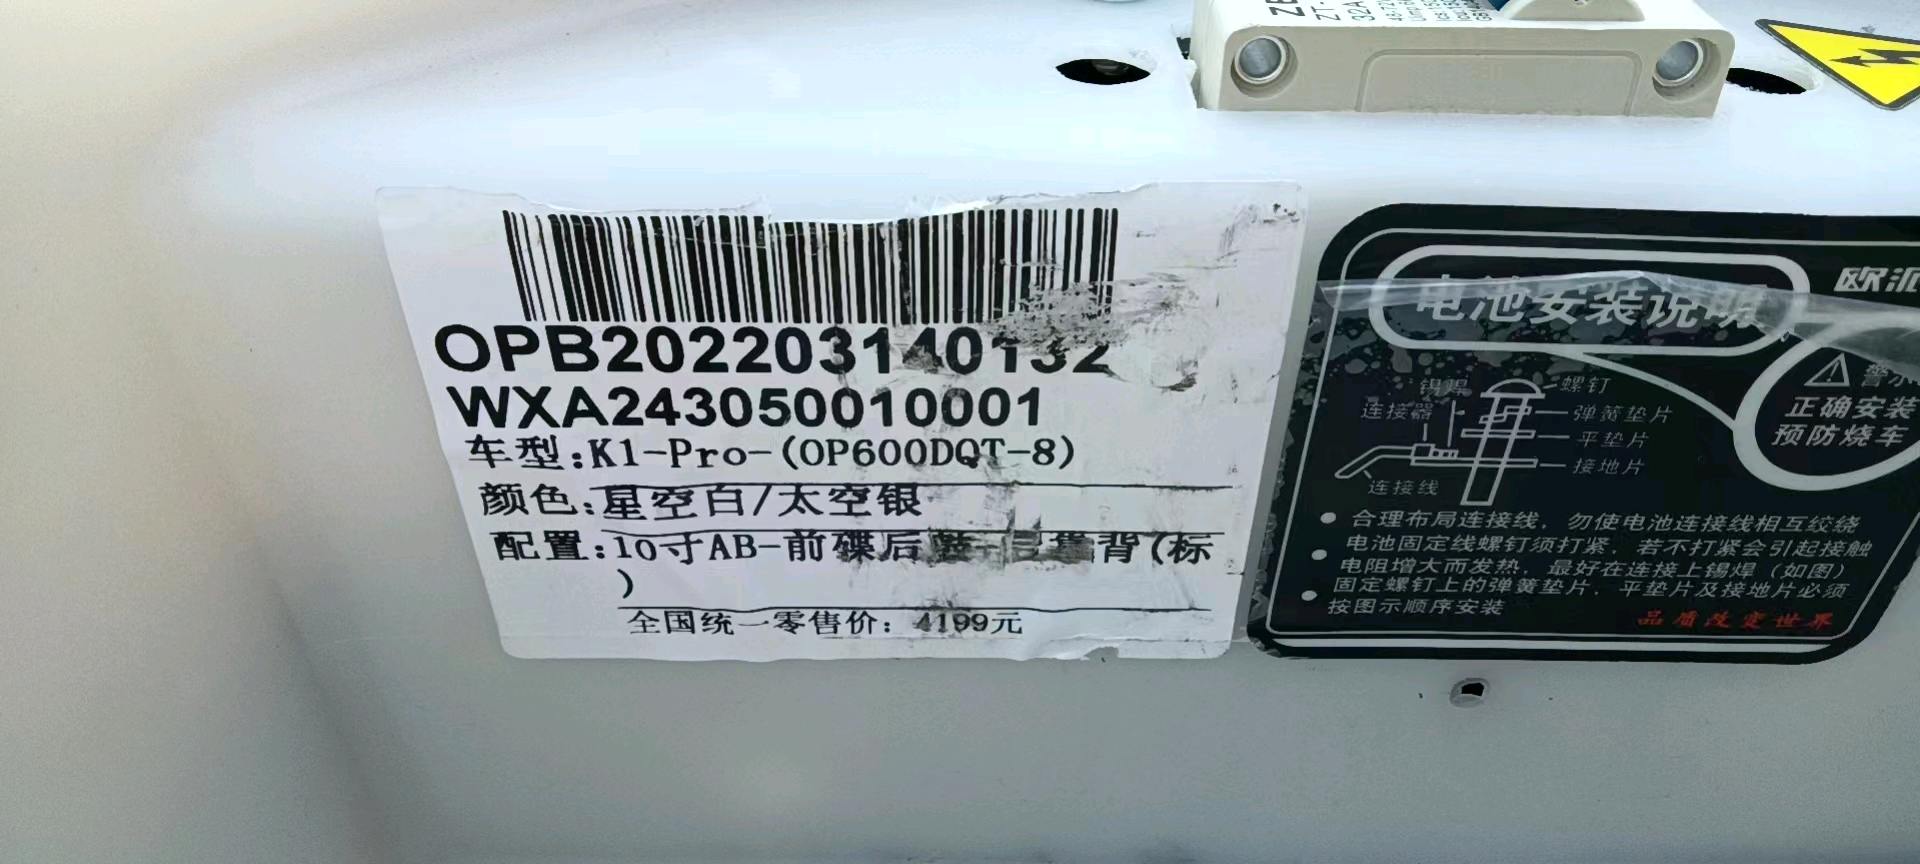 ZT-
32A
OPB202203140132
WXA243050010001
车型:K1-Pro-(OP600DQT-8)
颜色:星空白/太空银
配置:10寸AB-前碟后 背(标
)
全国统一零售价: 4199元
欧派
电池安装说明
警示
正确安装
预防烧车
锡焊
螺钉
连接器
弹簧垫片
平垫片
接地片
连接线
合理布局连接线，勿使电池连接线相互绞绕
电池固定线螺钉须打紧，若不打紧会引起接触
电阻增大而发热，最好在连接上锡焊（如图）
固定螺钉上的弹簧垫片，平垫片及接地片必须
按图示顺序安装
品质改变世界